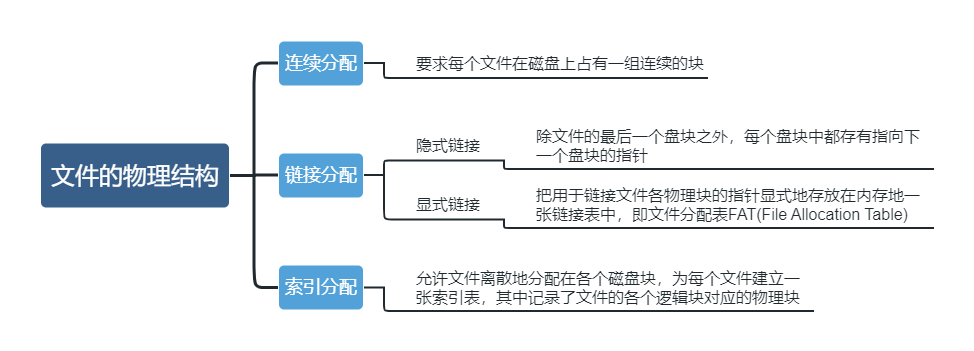 文件的物理结构
连续分配
要求每个文件在磁盘上占有一组连续的块
链接分配
隐式链接
除文件的最后一个盘块之外，每个盘块中都存有指向下
一个盘块的指针
显式链接
把用于链接文件各物理块的指针显式地存放在内存地一
张链接表中，即文件分配表FAT(File Allocation Table)
索引分配
允许文件离散地分配在各个磁盘块，为每个文件建立一
张索引表，其中记录了文件的各个逻辑块对应的物理块